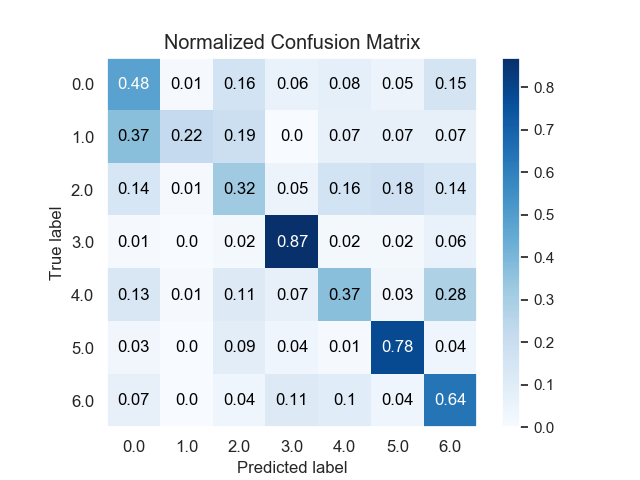 Normalized Confusion Matrix
0.0 0.48 0.01 0.16 0.06 0.08 0.05 0.15
1.0 0.37 0.22 0.19 0.0 0.07 0.07 0.07
2.0 0.14 0.01 0.32 0.05 0.16 0.18 0.14
3.0 0.01 0.0 0.02 0.87 0.02 0.02 0.06
4.0 0.13 0.01 0.11 0.07 0.37 0.03 0.28
5.0 0.03 0.0 0.09 0.04 0.01 0.78 0.04
6.0 0.07 0.0 0.04 0.11 0.1 0.04 0.64
0.0 1.0 2.0 3.0 4.0 5.0 6.0
Predicted label
True label
0.8
0.7
0.6
0.5
0.4
0.3
0.2
0.1
0.0